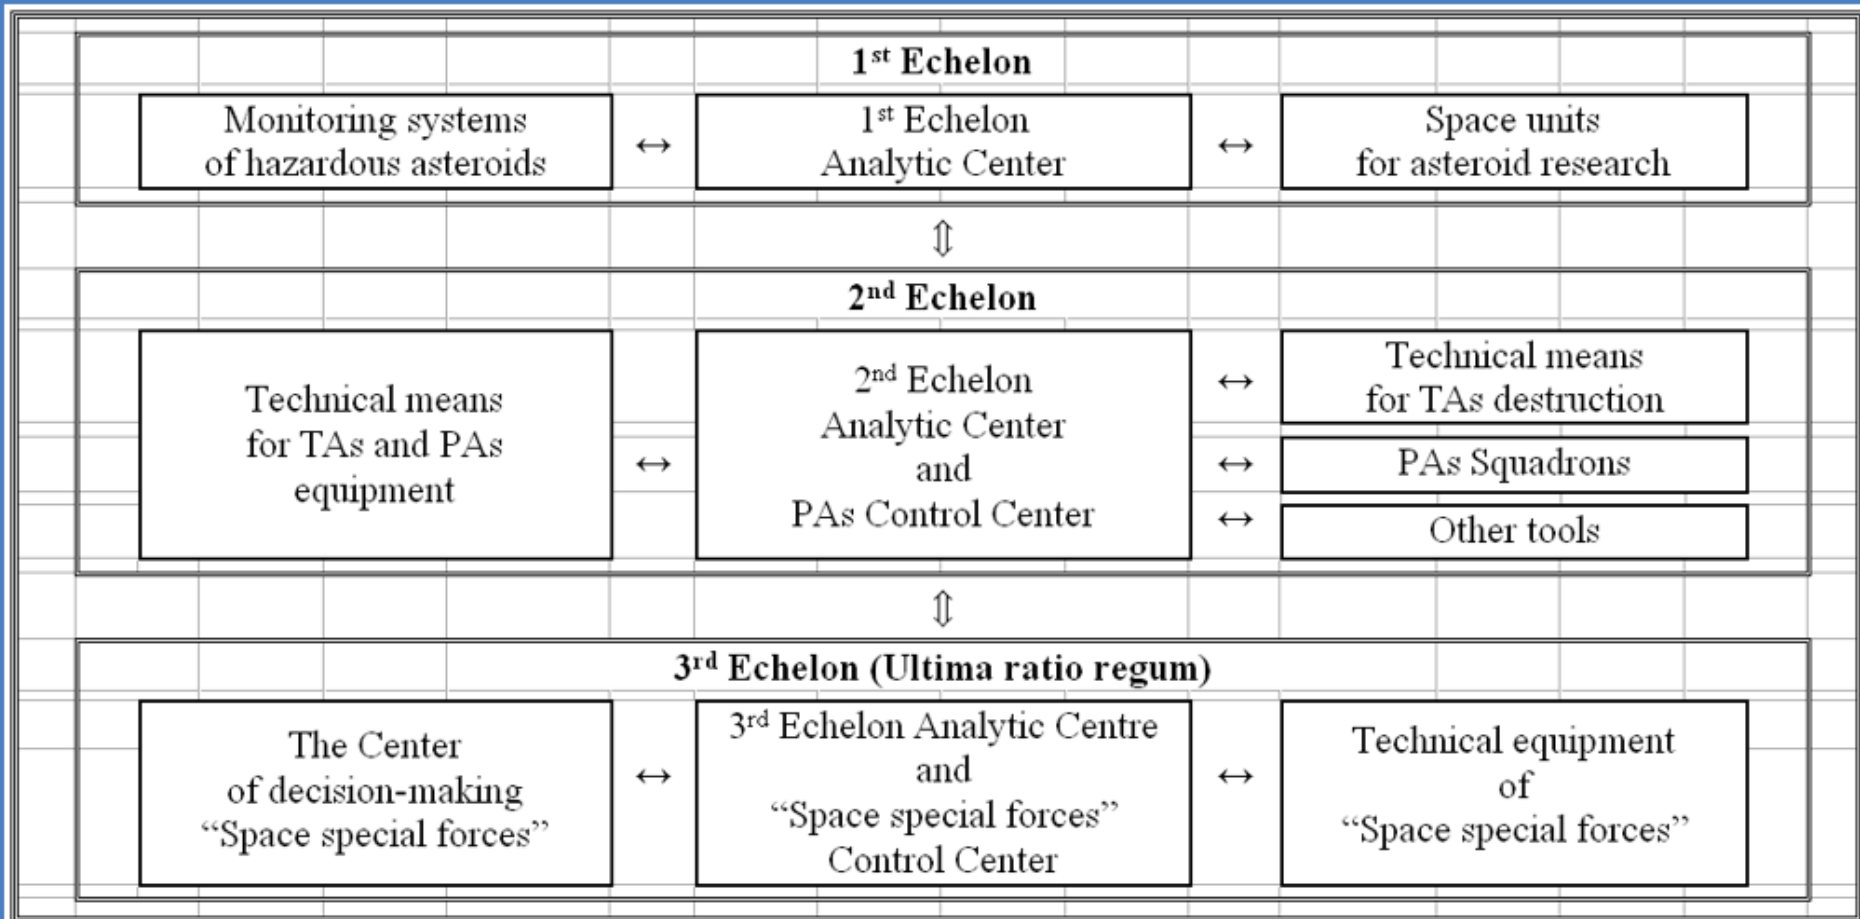 1st Echelon
Monitoring systems
of hazardous asteroids
↔
1st Echelon
Analytic Center
↔
Space units
for asteroid research
⇕
2nd Echelon
Technical means
for TAs and PAs
equipment
↔
2nd Echelon
Analytic Center
and
PAs Control Center
↔
Technical means
for TAs destruction
↔
PAs Squadrons
↔
Other tools
⇕
3rd Echelon (Ultima ratio regum)
The Center
of decision-making
“Space special forces”
↔
3rd Echelon Analytic Centre
and
“Space special forces”
Control Center
↔
Technical equipment
of
“Space special forces”